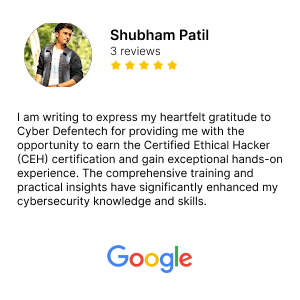 Shubham Patil
3 reviews
I am writing to express my heartfelt gratitude to
Cyber Defentech for providing me with the
opportunity to earn the Certified Ethical Hacker
(CEH) certification and gain exceptional hands-on
experience. The comprehensive training and
practical insights have significantly enhanced my
cybersecurity knowledge and skills.
Google